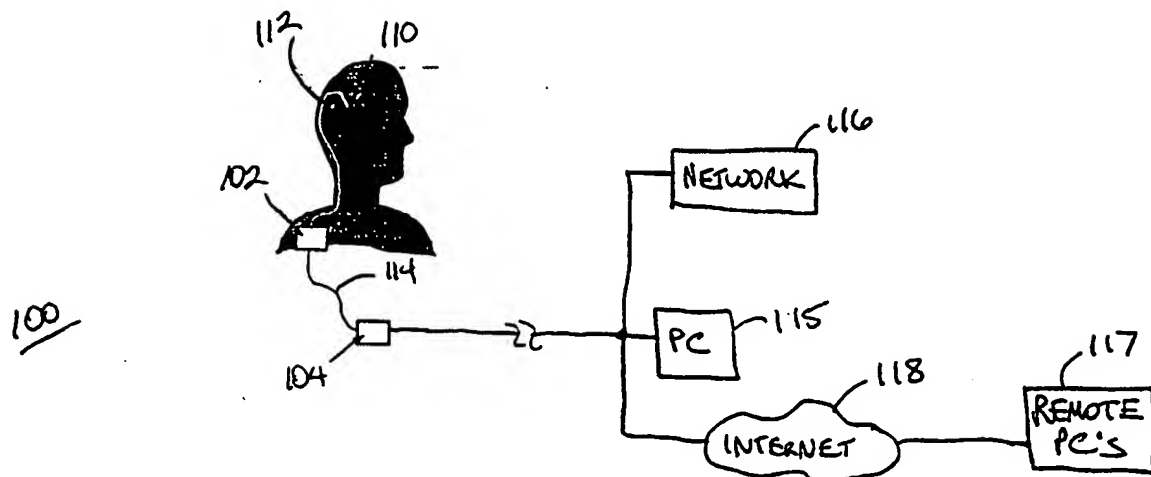 112
110
116
NETWORK
102
114
100
115
PC
104
118
117
REMOTE
PC'S
INTERNET